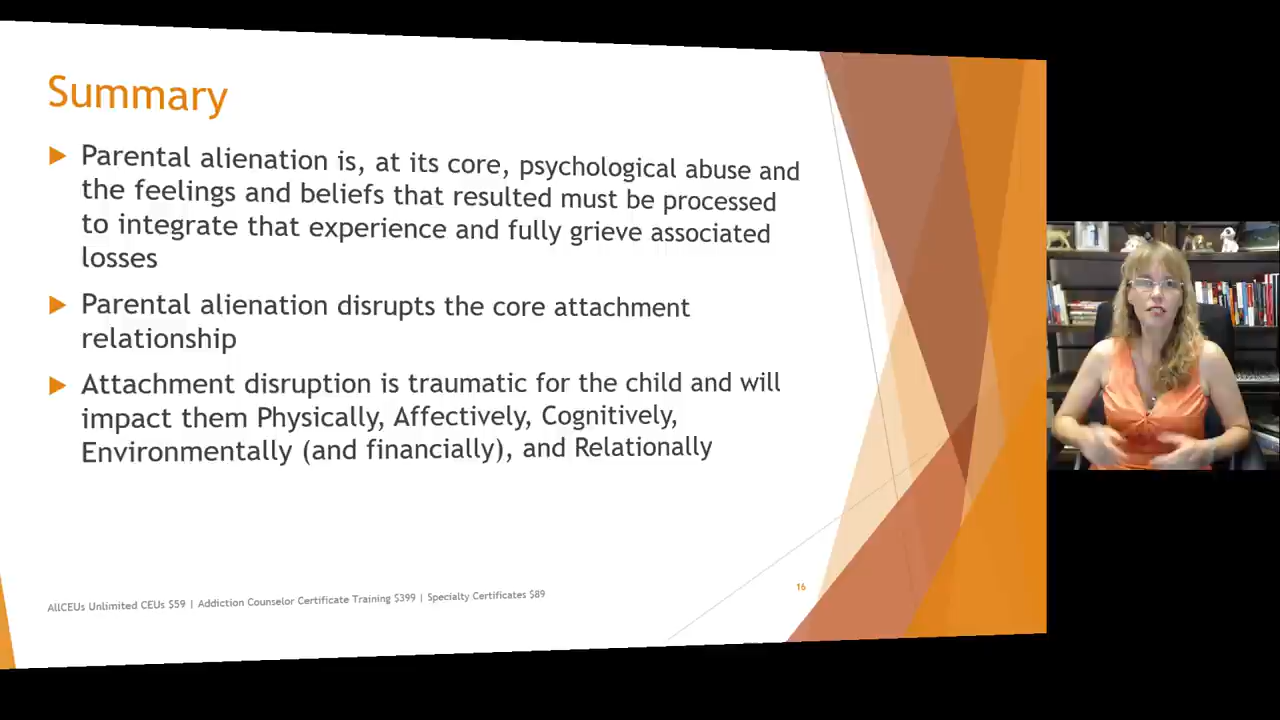 Summary
Parental alienation is, at its core, psychological abuse and
the feelings and beliefs that resulted must be processed
to integrate that experience and fully grieve associated
losses
Parental alienation disrupts the core attachment
relationship
Attachment disruption is traumatic for the child and will
impact them Physically, Affectively, Cognitively,
Environmentally (and financially), and Relationally
AllCEUs Unlimited CEUs $59 | Addiction Counselor Certificate Training $399 | Specialty Certificates $89
16